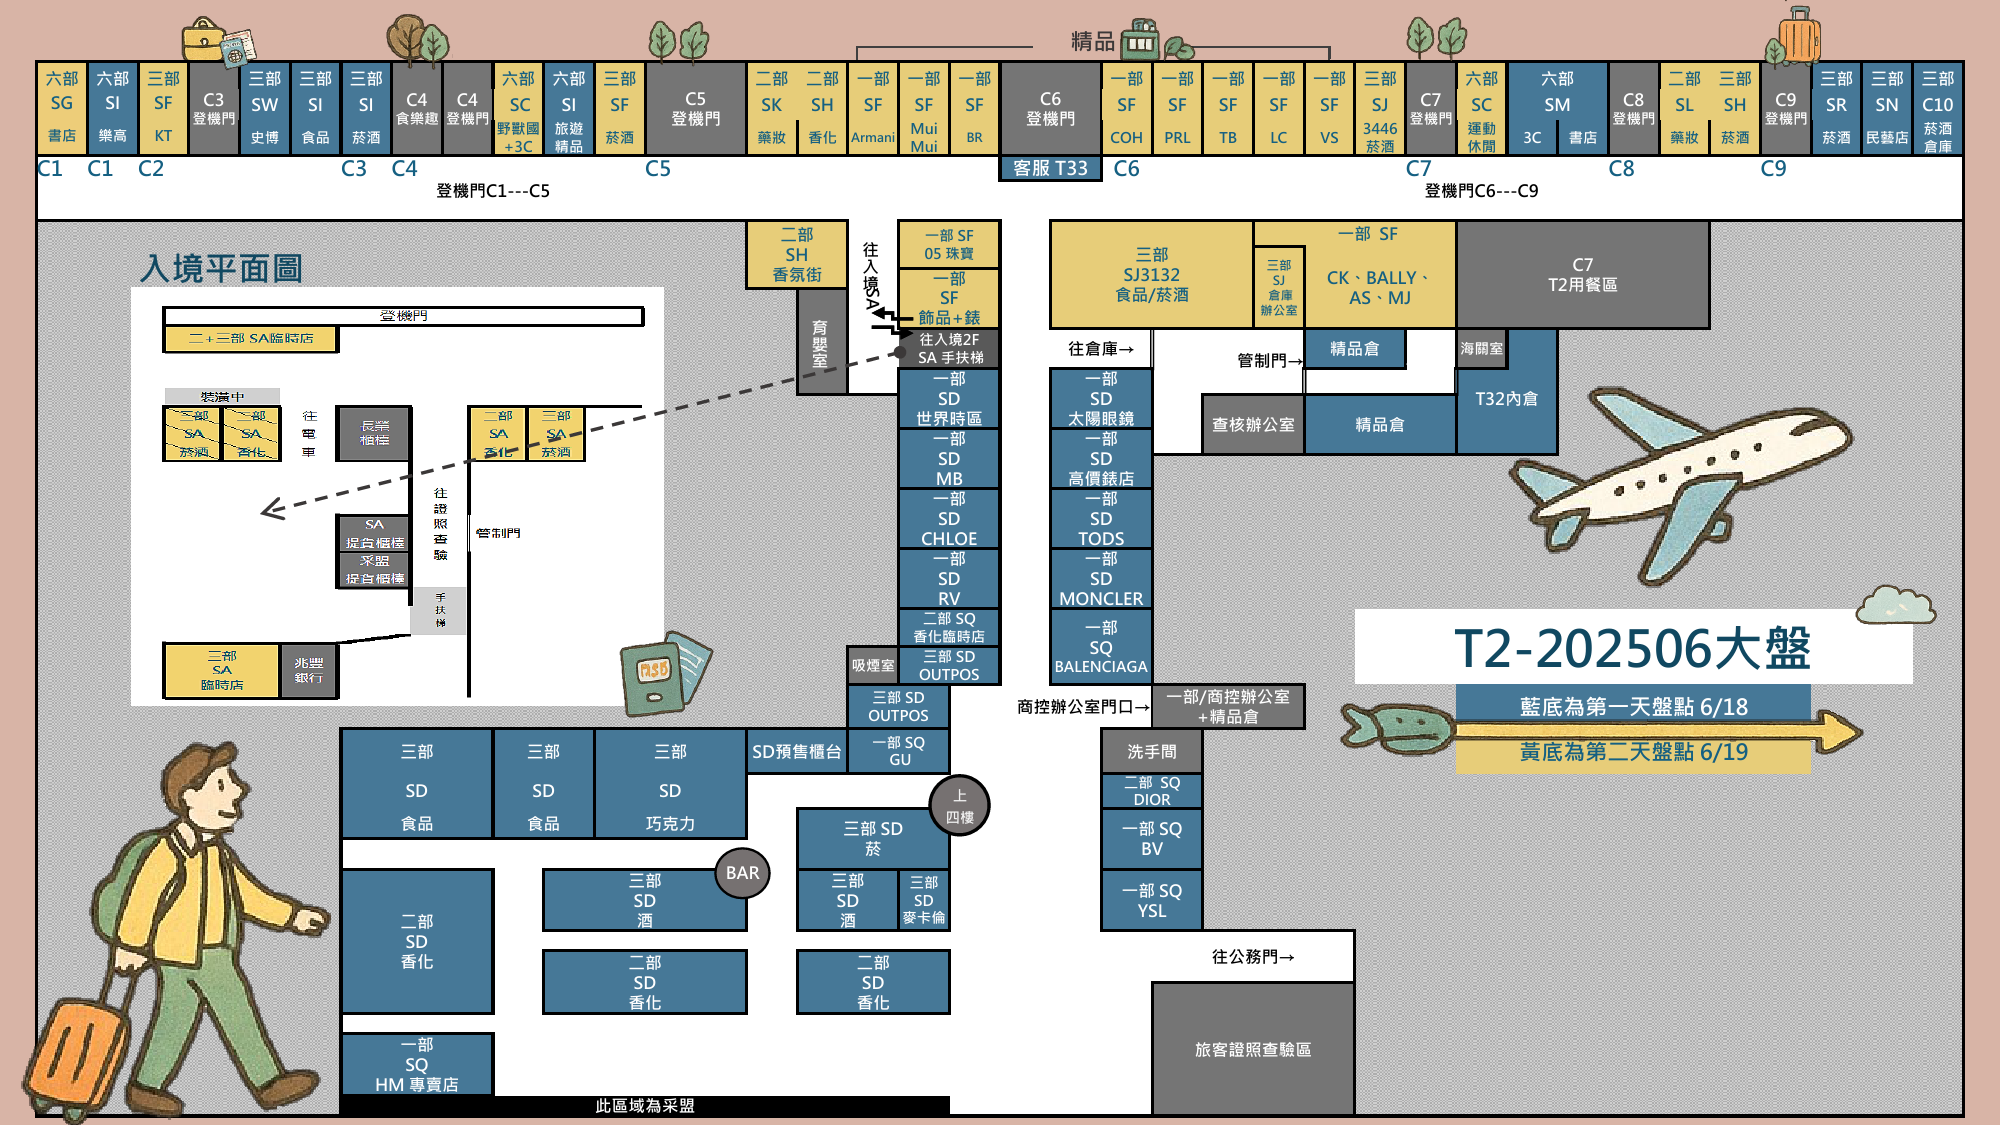 精品
六部
SG
書店
六部
SI
樂高
三部
SF
KT
C3
登機門
三部
SW
史博
三部
SI
食品
三部
SI
菸酒
C4
食樂趣
C4
登機門
六部
SC
野獸國
+3C
六部
SI
旅遊
精品
三部
SF
菸酒
C5
登機門
二部
SK
藥妝
二部
SH
香化
一部
SF
Armani
一部
SF
Mui
Mui
一部
SF
BR
C6
登機門
一部
SF
COH
一部
SF
PRL
一部
SF
TB
一部
SF
LC
一部
SF
VS
三部
SJ
3446
菸酒
C7
登機門
六部
SC
運動
休閒
六部
SM
3C
書店
C8
登機門
二部
SL
藥妝
三部
SH
菸酒
C9
登機門
三部
SR
菸酒
三部
SN
民藝店
三部
C10
菸酒
倉庫
C1
C1
C2
C3
C4
C5
客服 T33
C6
C7
C8
C9
登機門C1---C5
登機門C6---C9
入境平面圖
登機門
二+三部 SA臨時店
裝潢中
三部
SA
菸酒
二部
SA
香化
往
電
車
長榮
櫃檯
二部
SA
香化
三部
SA
菸酒
往
證
照
查
驗
SA
提貨櫃檯
采盟
提貨櫃檯
管制門
手
扶
梯
三部
SA
臨時店
兆豐
銀行
二部
SH
香氛街
往
入
境
SA
育
嬰
室
一部 SF
05 珠寶
一部
SF
飾品+錶
往入境2F
SA 手扶梯
一部
SD
世界時區
一部
SD
MB
一部
SD
CHLOE
一部
SD
RV
二部 SQ
香化臨時店
吸煙室
三部 SD
OUTPOS
三部 SD
OUTPOS
SD預售櫃台
一部 SQ
GU
三部
SJ3132
食品/菸酒
三部
SJ
倉庫
辦公室
一部 SF
CK、BALLY、
AS、MJ
C7
T2用餐區
往倉庫→
管制門→
精品倉
海關室
T32內倉
查核辦公室
精品倉
一部
SD
太陽眼鏡
一部
SD
高價錶店
一部
SD
TODS
一部
SD
MONCLER
一部
SQ
BALENCIAGA
商控辦公室門口→
一部/商控辦公室
+精品倉
洗手間
二部 SQ
DIOR
一部 SQ
BV
一部 SQ
YSL
往公務門→
旅客證照查驗區
T2-202506大盤
藍底為第一天盤點 6/18
黃底為第二天盤點 6/19
三部
SD
食品
三部
SD
食品
三部
SD
巧克力
上
四樓
三部 SD
菸
BAR
三部
SD
酒
三部
SD
酒
三部
SD
麥卡倫
二部
SD
香化
二部
SD
香化
二部
SD
香化
一部
SQ
HM 專賣店
此區域為采盟